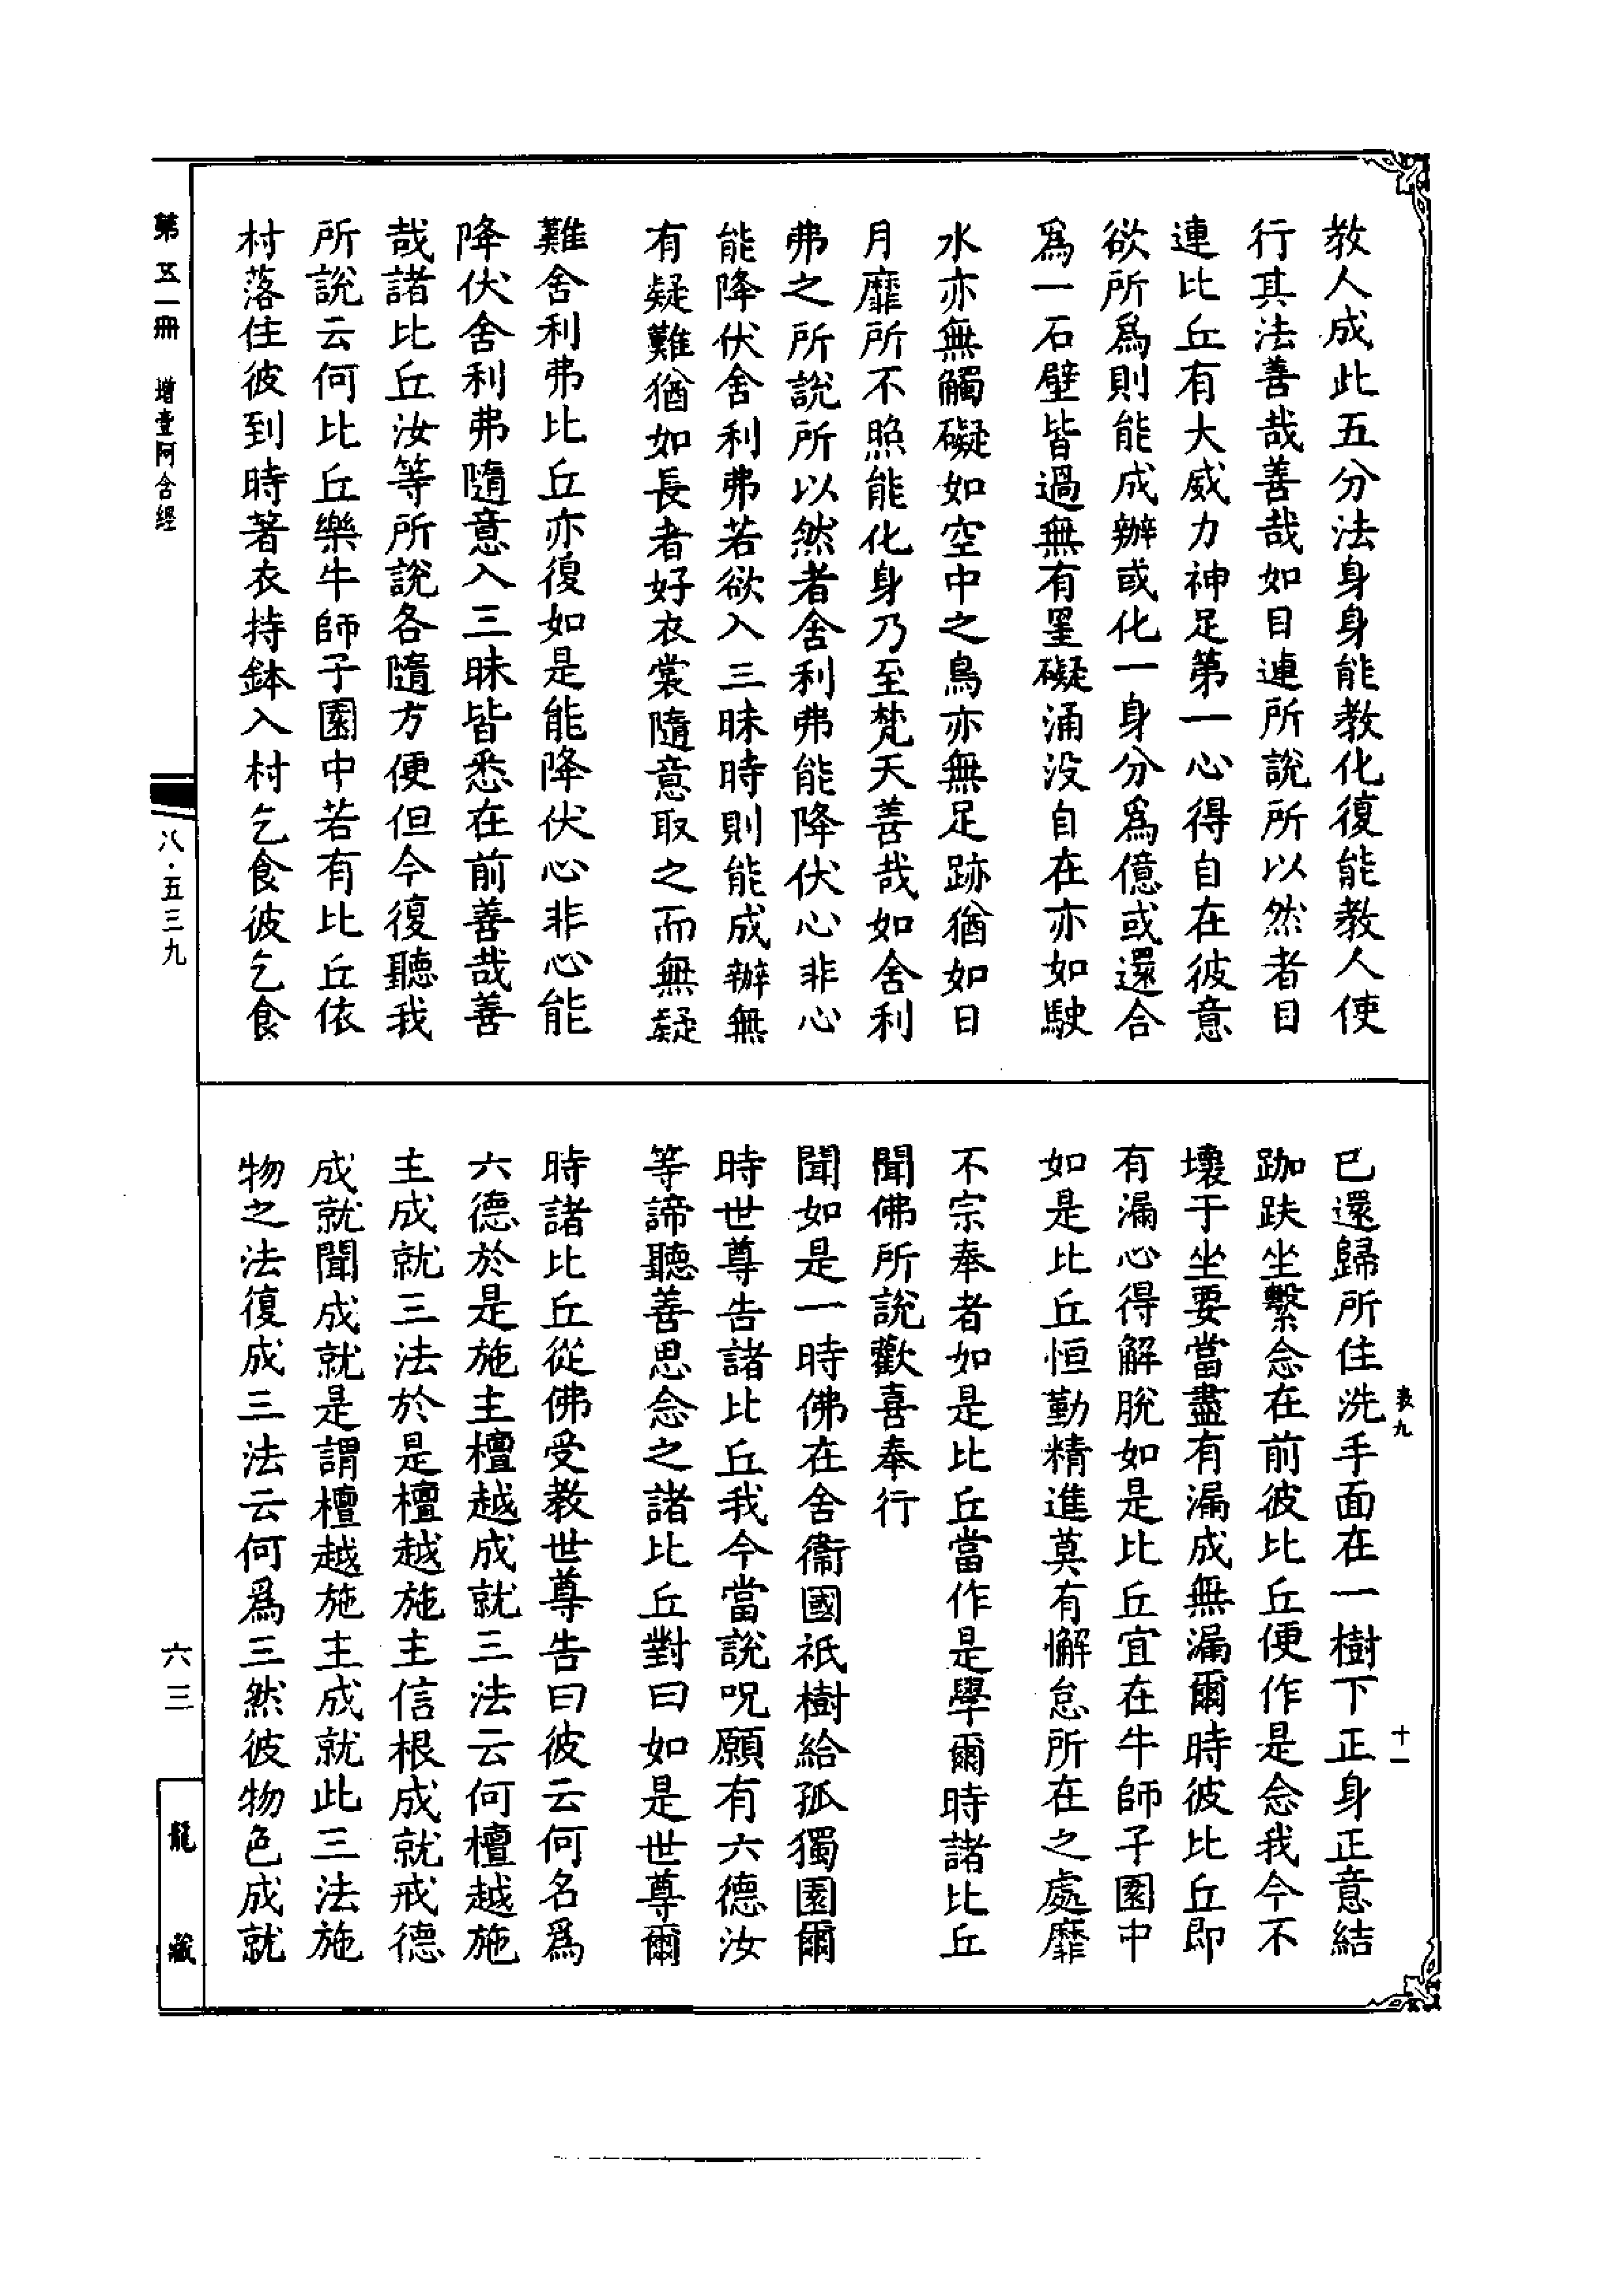 教人成此五分法身身能教化復能教人使
行其法善哉善哉如目連所說所以然者目
連比丘有大威力神足第一心得自在彼意
欲所爲則能成辦或化一身分爲億或還合
爲一石壁皆過無有罣礙涌沒自在亦如駛
水亦無觸礙如空中之鳥亦無足跡猶如日
月靡所不照能化身乃至梵天善哉如舍利
弗之所說所以然者舍利弗能降伏心非心
能降伏舍利弗若欲入三昧時則能成辦無
有疑難猶如長者好衣裳隨意取之而無疑
難舍利弗比丘亦復如是能降伏心非心能
降伏舍利弗隨意入三昧皆悉在前善哉善
哉諸比丘汝等所說各隨方便但今復聽我
所說云何比丘樂牛師子園中若有比丘依
村落住彼到時著衣持鉢入村乞食彼乞食
已還歸所住洗手面在一樹下正身正意結
跏趺坐繫念在前彼比丘便作是念我今不
壞于坐要當盡有漏成無漏爾時彼比丘即
有漏心得解脫如是比丘宜在牛師子園中
如是比丘恒勤精進莫有懈怠所在之處靡
不宗奉者如是比丘當作是學爾時諸比丘
聞佛所說歡喜奉行
聞如是一時佛在舍衞國祇樹給孤獨園爾
時世尊告諸比丘我今當說呪願有六德汝
等諦聽善思念之諸比丘對曰如是世尊爾
時諸比丘從佛受教世尊告曰彼云何名爲
六德於是施主檀越成就三法云何檀越施
主成就三法於是檀越施主信根成就戒德
成就聞成就是謂檀越施主成就此三法施
物之法復成三法云何爲三然彼物色成就
表九
十一
第五一冊 增壹阿含經
八·五三九
六三
龍藏